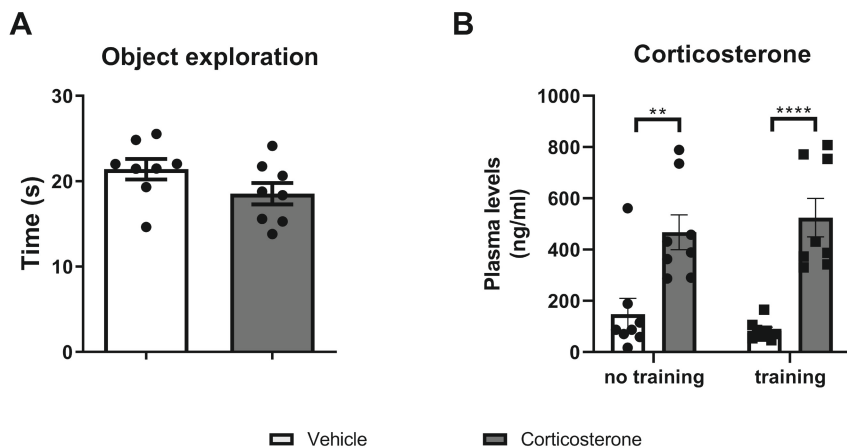 A
Object exploration
30
20
10
0
Time (s)
B
Corticosterone
1000
800
600
400
200
0
Plasma levels
(ng/ml)
**
****
no training
training
Vehicle
Corticosterone